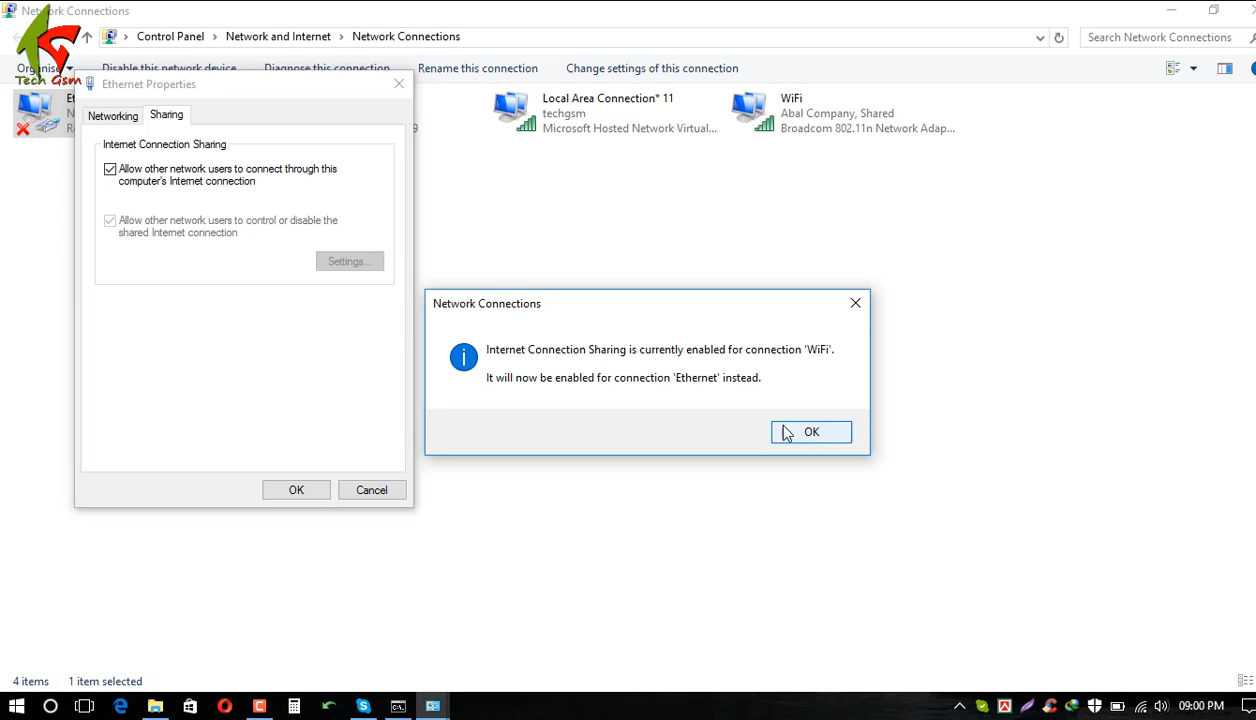 Network Connections
Control Panel
Network and Internet
Network Connections
Search Network Connections
Organise
Disable this network device
Diagnose this connection
Rename this connection
Change settings of this connection
Tech Gsm
Ethernet Properties
Networking
Sharing
Internet Connection Sharing
Allow other network users to connect through this
computer's Internet connection
Allow other network users to control or disable the
shared Internet connection
Settings...
OK
Cancel
Local Area Connection* 11
techgsm
Microsoft Hosted Network Virtual...
WiFi
Abal Company, Shared
Broadcom 802.11n Network Adap...
Network Connections
Internet Connection Sharing is currently enabled for connection 'WiFi'.
It will now be enabled for connection 'Ethernet' instead.
OK
4 items
1 item selected
09:00 PM